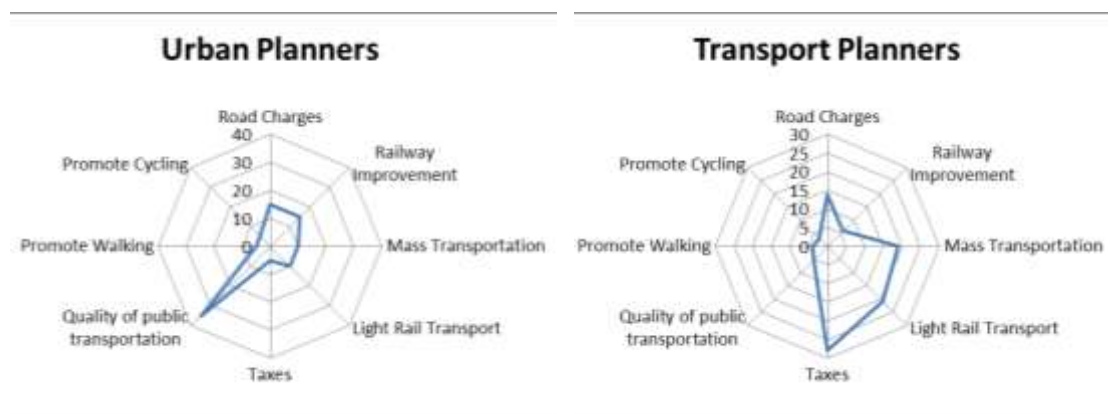 Urban Planners
Road Charges
40
30
20
10
0
Railway
Improvement
Mass Transportation
Light Rail Transport
Taxes
Quality of public
transportation
Promote Walking
Promote Cycling
Transport Planners
Road Charges
30
25
20
15
10
5
0
Railway
Improvement
Mass Transportation
Light Rail Transport
Taxes
Quality of public
transportation
Promote Walking
Promote Cycling